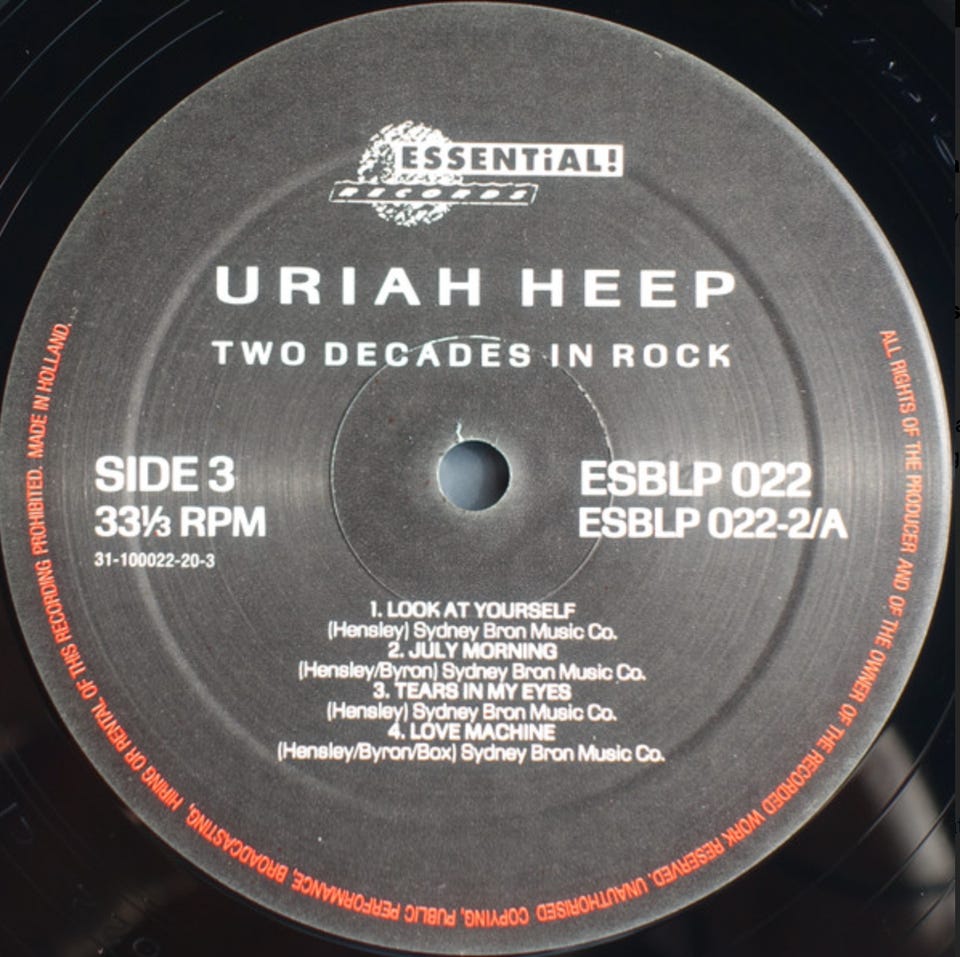 ESSENTiAL!
RECORDS
URIAH HEEP
TWO DECADES IN ROCK
SIDE 3
33⅓ RPM
31-100022-20-3
ESBLP 022
ESBLP 022-2/A
1. LOOK AT YOURSELF
(Hensley) Sydney Bron Music Co.
2. JULY MORNING
(Hensley/Byron) Sydney Bron Music Co.
3. TEARS IN MY EYES
(Hensley) Sydney Bron Music Co.
4. LOVE MACHINE
(Hensley/Byron/Box) Sydney Bron Music Co.
ALL RIGHTS OF THE PRODUCER AND OF THE OWNER OF THE RECORDED WORK RESERVED. UNAUTHORISED COPYING, PUBLIC PERFORMANCE, BROADCASTING, HIRING OR RENTAL OF THIS RECORDING PROHIBITED. MADE IN HOLLAND.